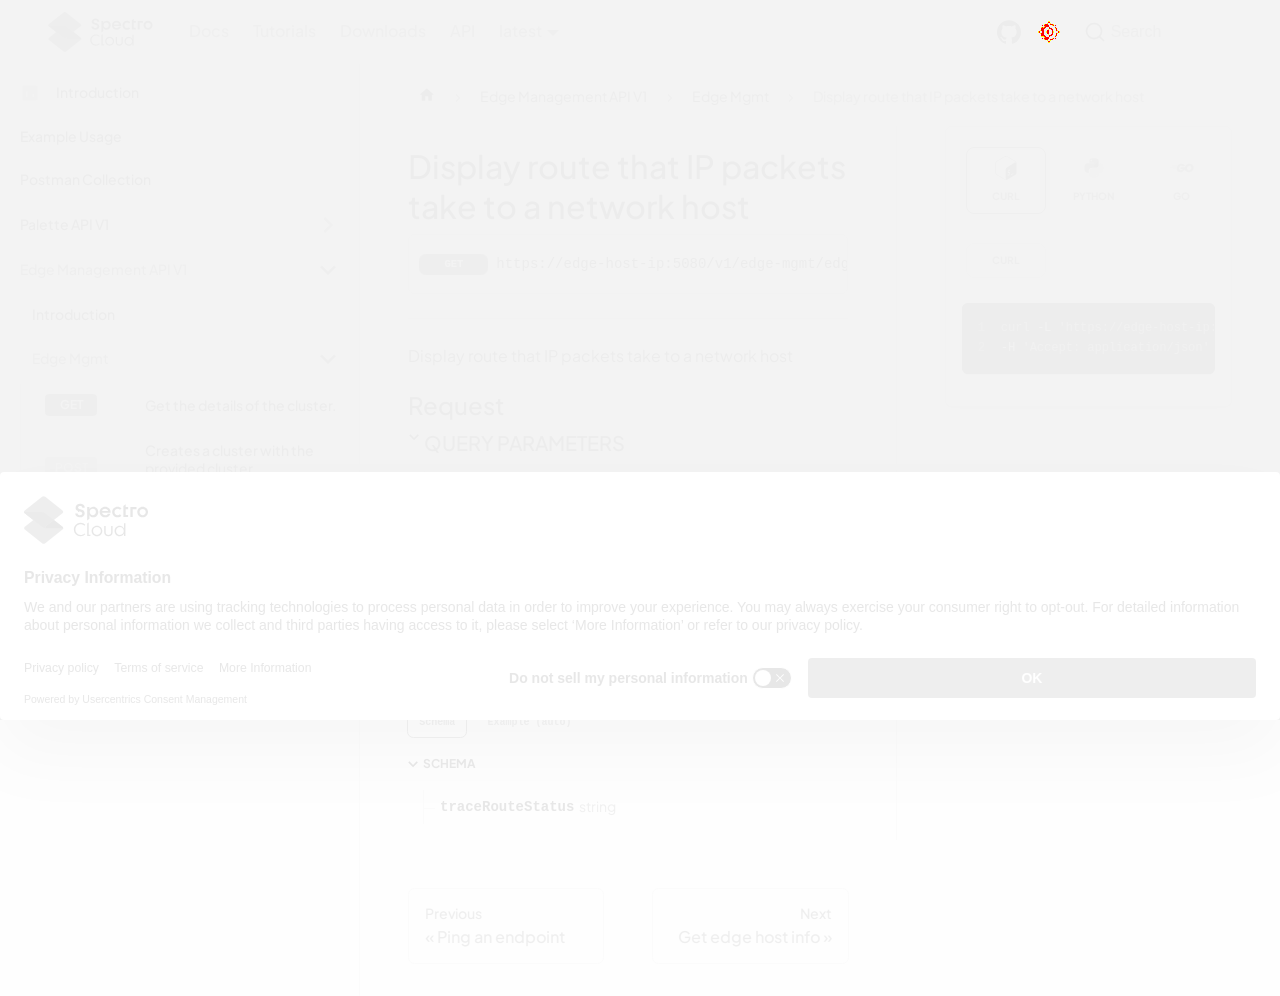 Spectro Cloud
Docs
Tutorials
Downloads
API
latest
Search
Introduction
Example Usage
Postman Collection
Palette API V1
Edge Management API V1
Introduction
Edge Mgmt
GET
Get the details of the cluster.
Creates a cluster with the
provided cluster
Edge Management API V1
Edge Mgmt
Display route that IP packets take to a network host
Display route that IP packets
take to a network host
GET
https://edge-host-ip:5080/v1/edge-mgmt/edg
Display route that IP packets take to a network host
Request
QUERY PARAMETERS
CURL
PYTHON
GO
CURL
Spectro
Cloud
Privacy Information
We and our partners are using tracking technologies to process personal data in order to improve your experience. You may always exercise your consumer right to opt-out. For detailed information
about personal information we collect and third parties having access to it, please select 'More Information' or refer to our privacy policy.
Privacy policy
Terms of service
More Information
Do not sell my personal information
OK
Powered by Usercentrics Consent Management
Schema
Example (auto)
SCHEMA
traceRouteStatus string
Previous
« Ping an endpoint
Next
Get edge host info »